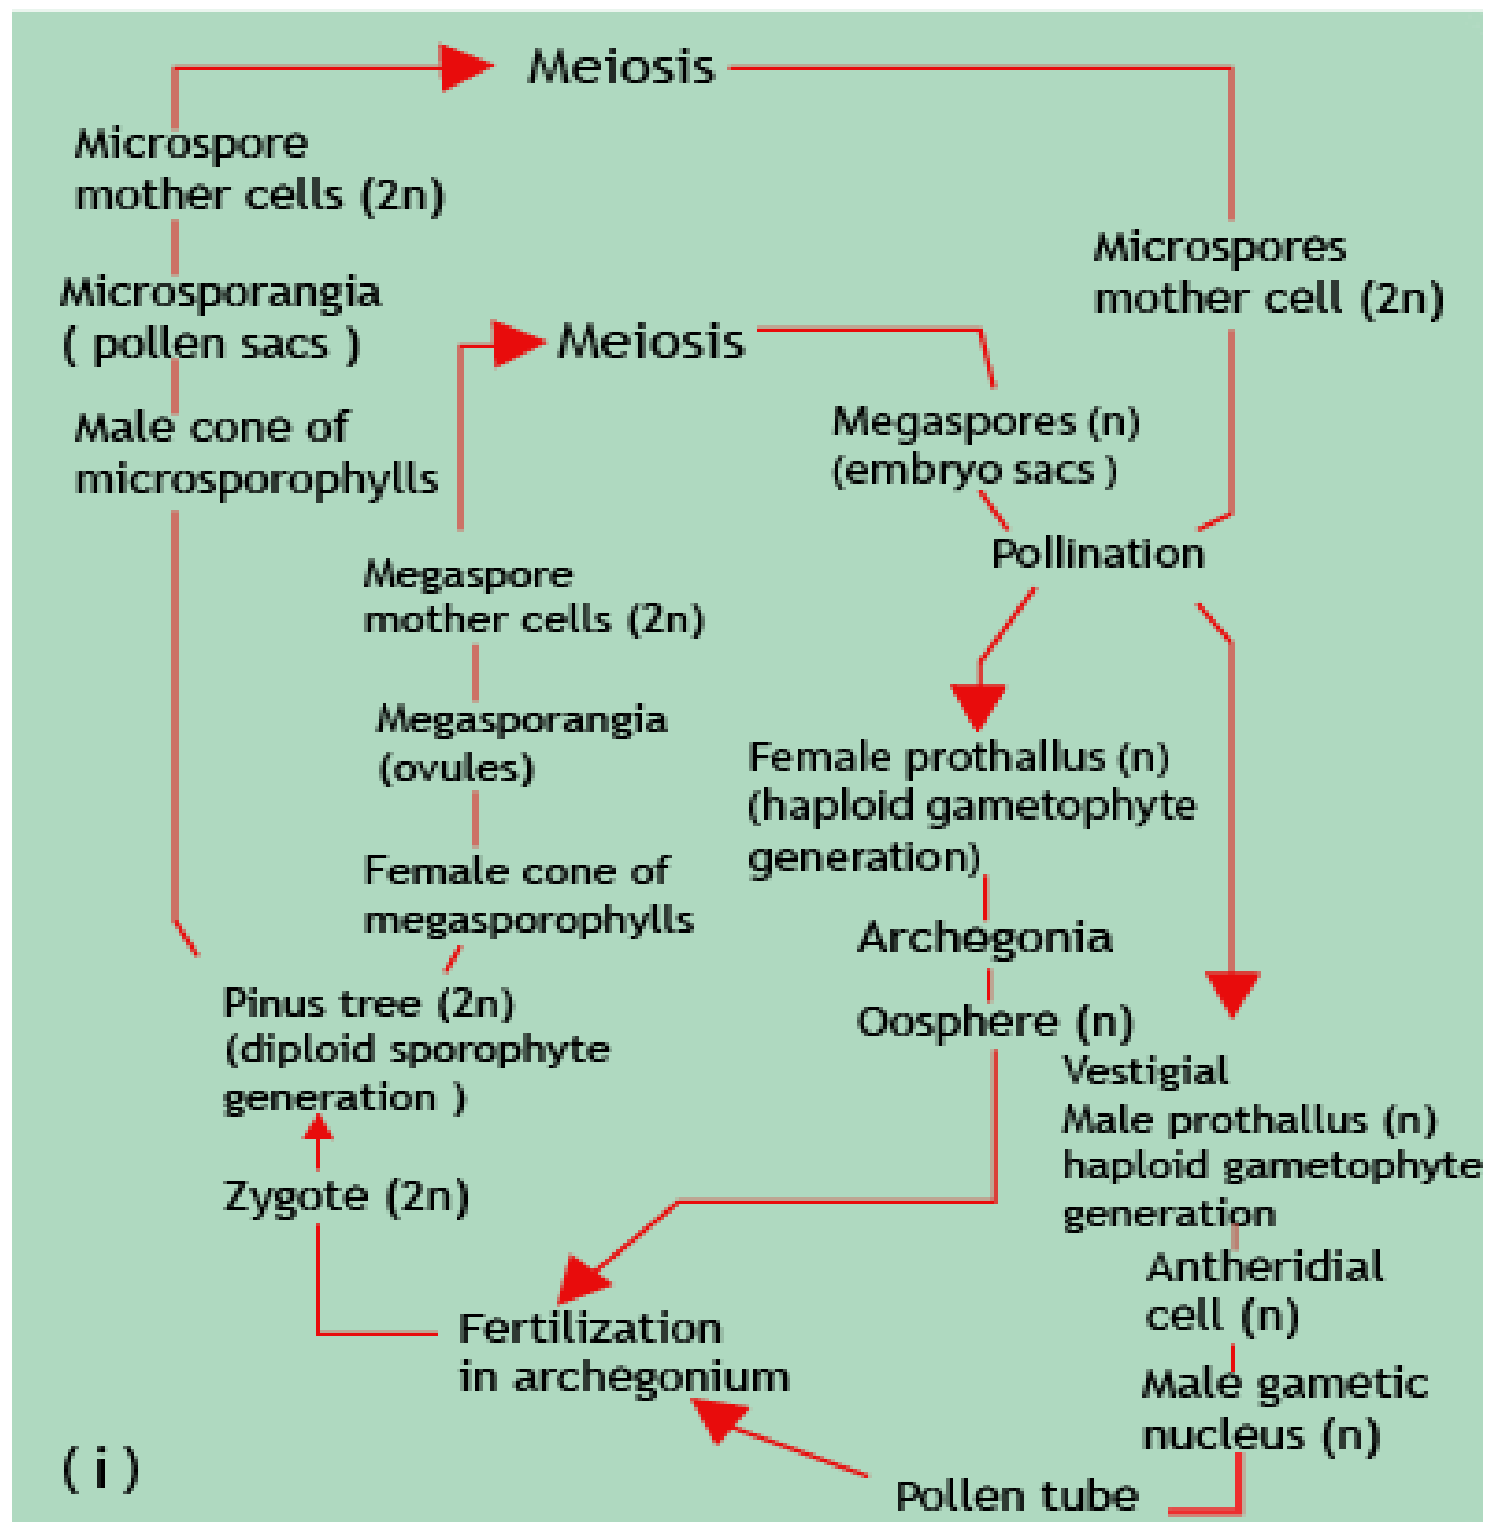 Meiosis
Microspore
mother cells (2n)
Microsporangia
( pollen sacs )
Male cone of
microsporophylls
Meiosis
Microspores
mother cell (2n)
Megaspores (n)
(embryo sacs )
Pollination
Megaspore
mother cells (2n)
Megasporangia
(ovules)
Female cone of
megasporophylls
Female prothallus (n)
(haploid gametophyte
generation)
Archegonia
Oosphere (n)
Pinus tree (2n)
(diploid sporophyte
generation )
Zygote (2n)
Vestigial
Male prothallus (n)
haploid gametophyte
generation
Antheridial
cell (n)
Male gametic
nucleus (n)
Fertilization
in archegonium
Pollen tube
( i )